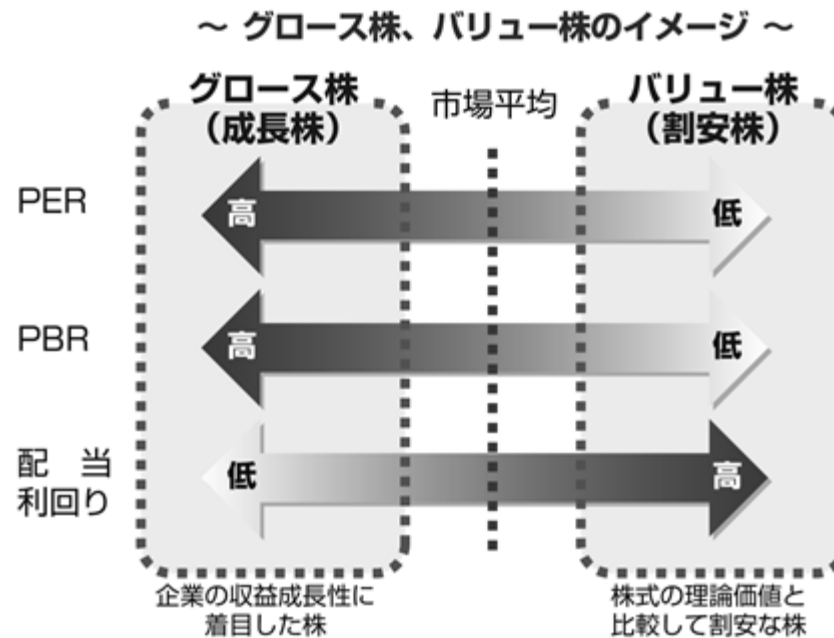 ～ グロース株、バリュー株のイメージ ～
グロース株
（成長株）
市場平均
バリュー株
（割安株）
PER
高
低
PBR
高
低
配　当
利回り
低
高
企業の収益成長性に
着目した株
株式の理論価値と
比較して割安な株